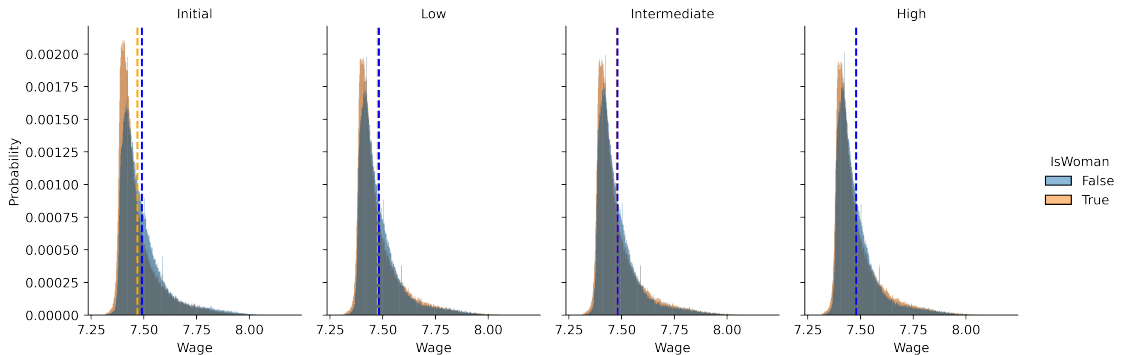 Initial
Low
Intermediate
High
Probability
0.00200
0.00175
0.00150
0.00125
0.00100
0.00075
0.00050
0.00025
0.00000
7.25 7.50 7.75 8.00
7.25 7.50 7.75 8.00
7.25 7.50 7.75 8.00
7.25 7.50 7.75 8.00
Wage
Wage
Wage
Wage
IsWoman
False
True